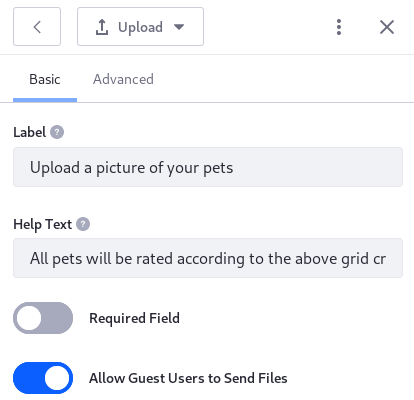 Upload
Basic Advanced
Label ?
Upload a picture of your pets
Help Text ?
All pets will be rated according to the above grid cr
Required Field
Allow Guest Users to Send Files